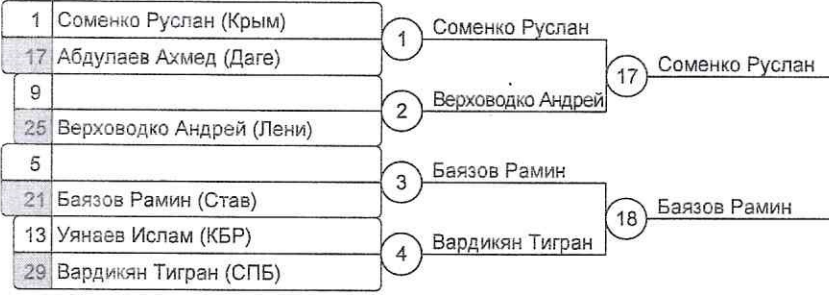 1 Соменко Руслан (Крым)
17 Абдулаев Ахмед (Даге)
9
25 Верховодко Андрей (Лени)
5
21 Баязов Рамин (Став)
13 Уянаев Ислам (КБР)
29 Вардикян Тигран (СПБ)
1 Соменко Руслан
2 Верховодко Андрей
3 Баязов Рамин
4 Вардикян Тигран
17 Соменко Руслан
18 Баязов Рамин